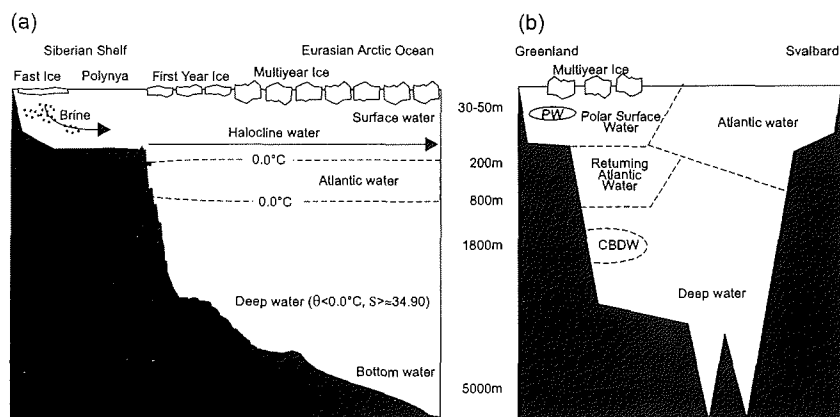 (a)
Siberian Shelf
Eurasian Arctic Ocean
Fast Ice
Polynya
First Year Ice
Multiyear Ice
Surface water
Brine
Halocline water
0.0°C
Atlantic water
0.0°C
Deep water (θ<0.0°C, S>≈34.90)
Bottom water
30-50m
200m
800m
1800m
5000m
(b)
Greenland
Svalbard
Multiyear Ice
PW
Polar Surface
Water
Atlantic water
Returning
Atlantic
Water
CBDW
Deep water